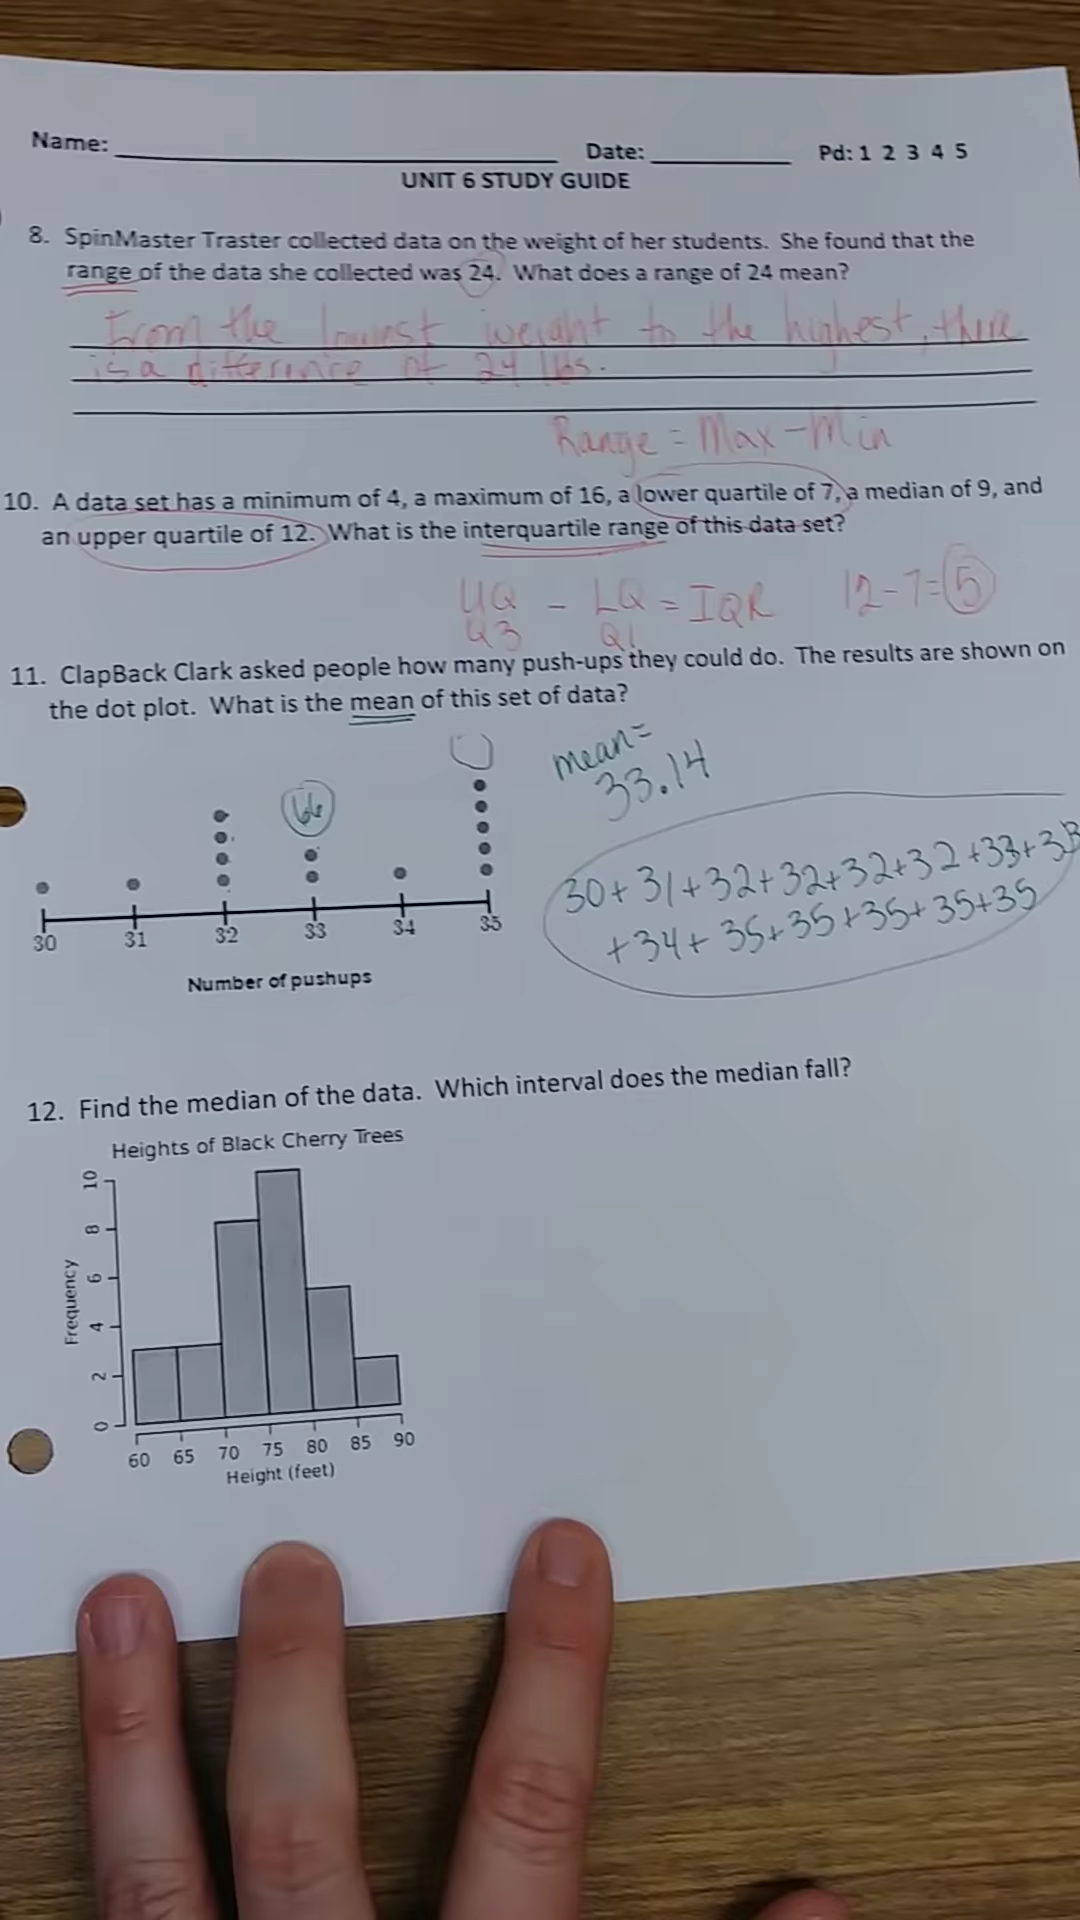 Name: Date: Pd: 1 2 3 4 5
UNIT 6 STUDY GUIDE
8. SpinMaster Traster collected data on the weight of her students. She found that the
range of the data she collected was 24. What does a range of 24 mean?
From the lowest weight to the highest, there
is a difference of 24 lbs.
Range = Max - Min
10. A data set has a minimum of 4, a maximum of 16, a lower quartile of 7, a median of 9, and
an upper quartile of 12. What is the interquartile range of this data set?
UQ - LQ = IQR 12-7=5
Q3 Q1
11. ClapBack Clark asked people how many push-ups they could do. The results are shown on
the dot plot. What is the mean of this set of data?
mean=
33.14
66
30+31+32+32+32+32+33+33
+34+35+35+35+35+35
30 31 32 33 34 35
Number of pushups
12. Find the median of the data. Which interval does the median fall?
Heights of Black Cherry Trees
Frequency
10
8
6
4
2
0
60 65 70 75 80 85 90
Height (feet)